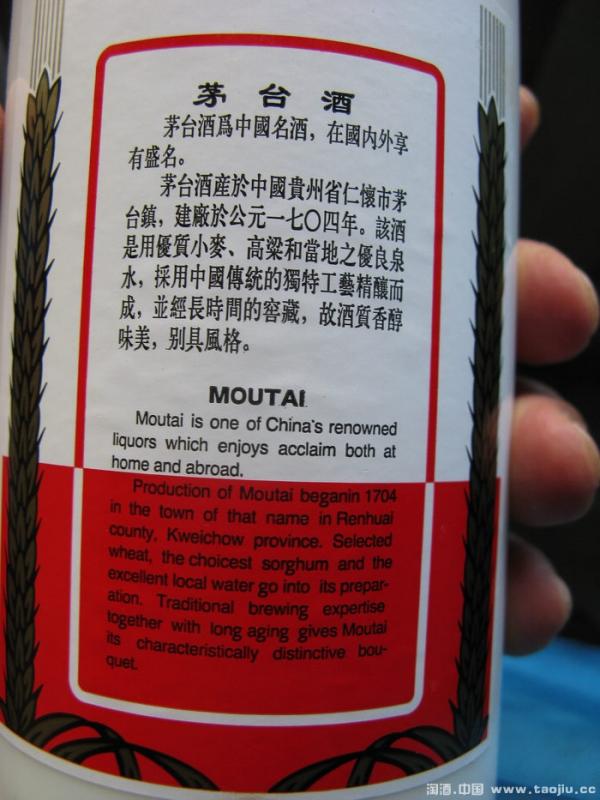 茅台酒
茅台酒爲中國名酒，在國内外享
有盛名。
茅台酒産於中國貴州省仁懷市茅
台鎮，建廠於公元一七〇四年。該酒
是用優質小麥、高粱和當地之優良泉
水，採用中國傳統的獨特工藝精釀而
成，並經長時間的窖藏，故酒質香醇
味美，别具風格。
MOUTAI
Moutai is one of China's renowned
liquors which enjoys acclaim both at
home and abroad.
Production of Moutai beganin 1704
in the town of that name in Renhuai
county, Kweichow province. Selected
wheat, the choicest sorghum and the
excellent local water go into its prepar-
ation. Traditional brewing expertise
together with long aging gives Moutai
its characteristically distinctive bou-
quet.
淘酒.中国 www.taojiu.cc